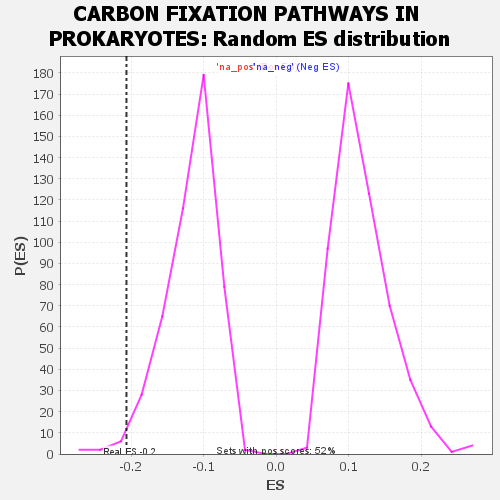 CARBON FIXATION PATHWAYS IN
PROKARYOTES: Random ES distribution
'na_pos'na_neg' (Neg ES)
180
170
160
150
140
130
120
110
100
90
80
70
60
50
40
30
20
10
0
P(ES)
Real ES -0.2
Sets with pos scores: 52%
-0.2 -0.1 0.0 0.1 0.2
ES